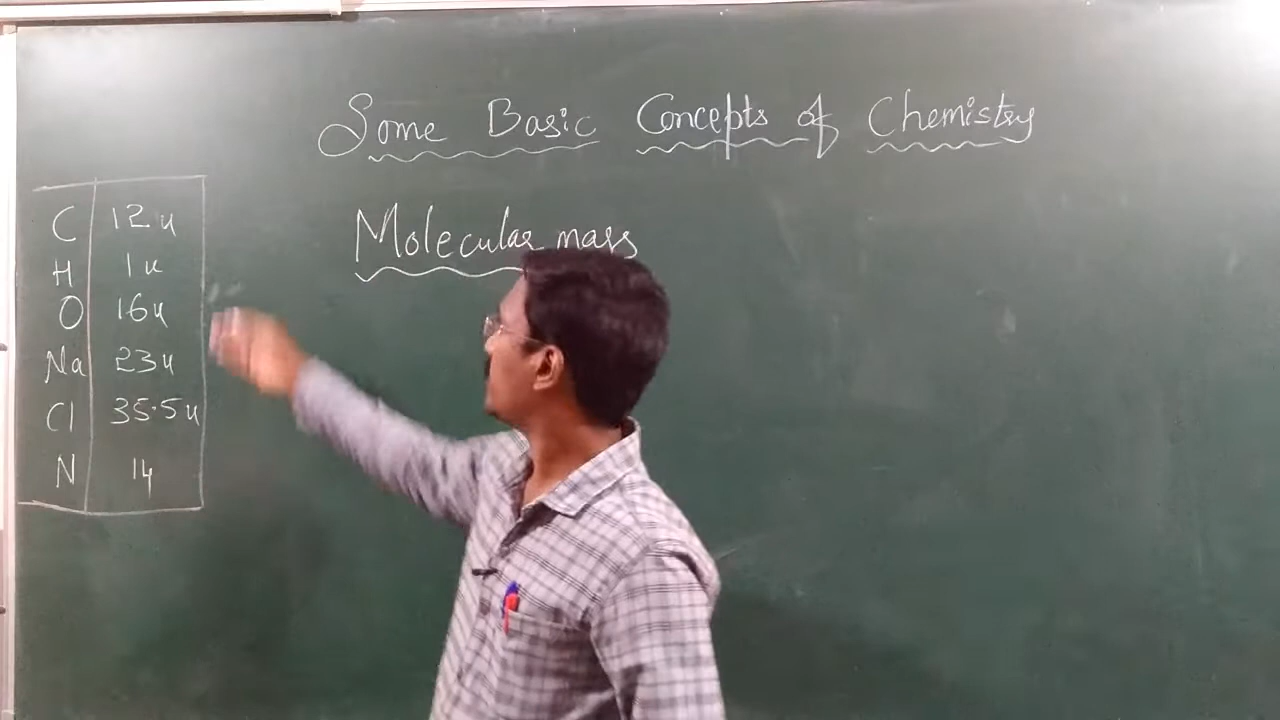 Some Basic Concepts of Chemistry
Molecular mass
C 12u
H 1u
O 16u
Na 23u
Cl 35.5u
N 14